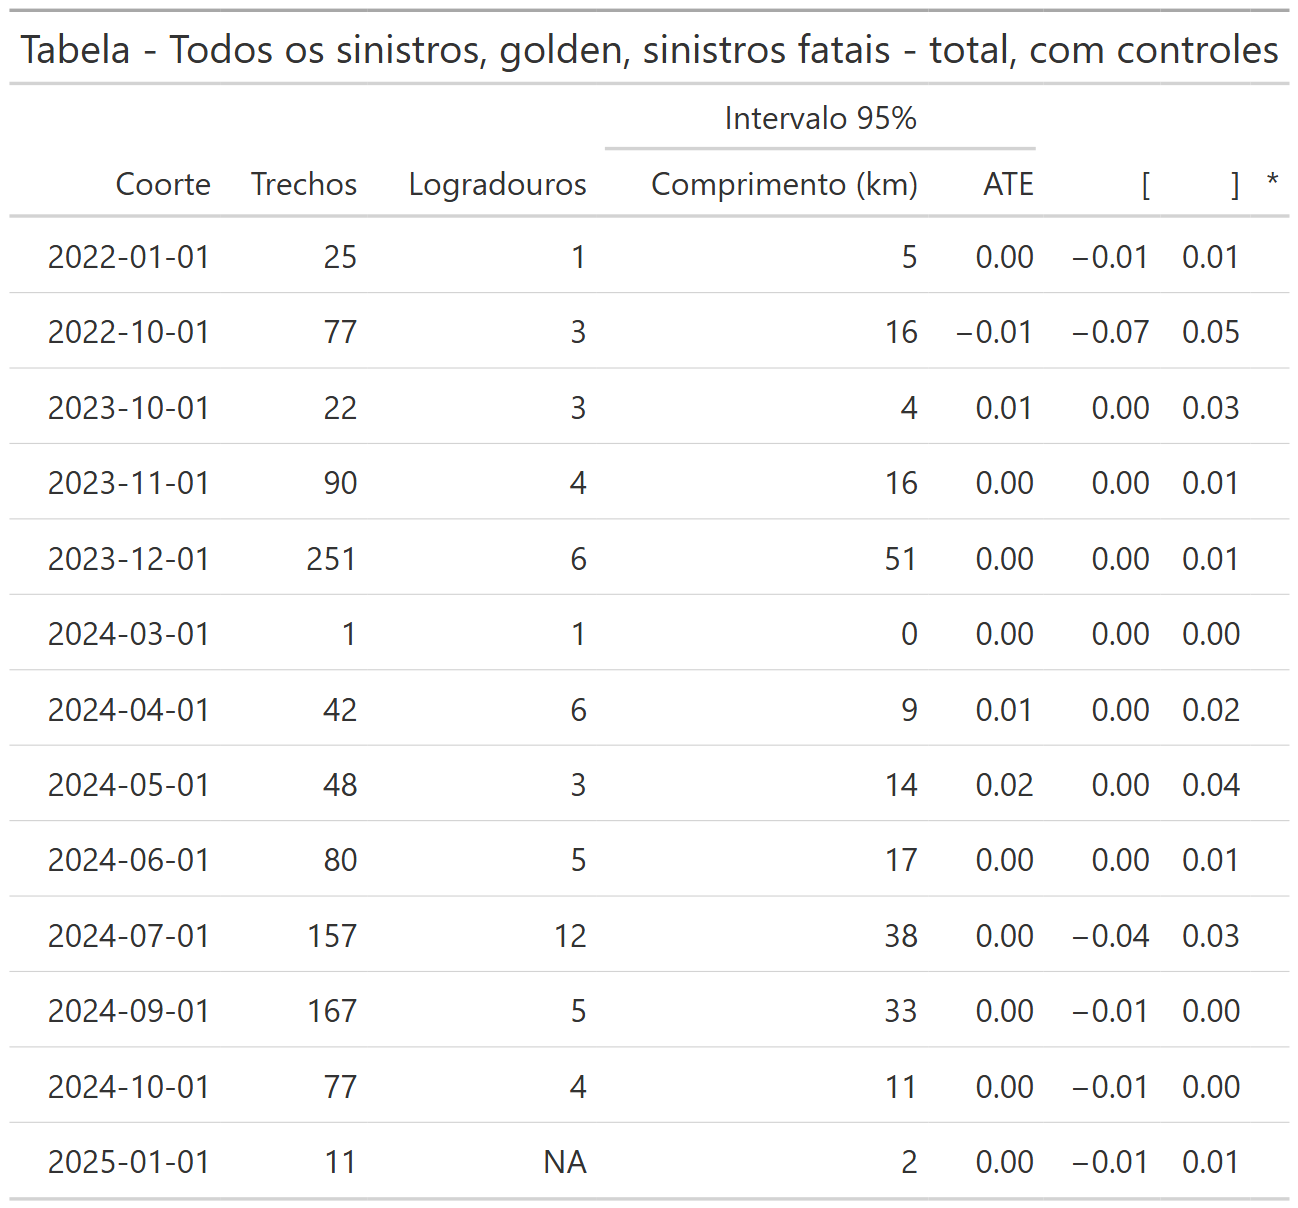 Tabela - Todos os sinistros, golden, sinistros fatais - total, com controles
Intervalo 95%
Coorte Trechos Logradouros Comprimento (km) ATE [ ] *
2022-01-01 25 1 5 0.00 −0.01 0.01
2022-10-01 77 3 16 −0.01 −0.07 0.05
2023-10-01 22 3 4 0.01 0.00 0.03
2023-11-01 90 4 16 0.00 0.00 0.01
2023-12-01 251 6 51 0.00 0.00 0.01
2024-03-01 1 1 0 0.00 0.00 0.00
2024-04-01 42 6 9 0.01 0.00 0.02
2024-05-01 48 3 14 0.02 0.00 0.04
2024-06-01 80 5 17 0.00 0.00 0.01
2024-07-01 157 12 38 0.00 −0.04 0.03
2024-09-01 167 5 33 0.00 −0.01 0.00
2024-10-01 77 4 11 0.00 −0.01 0.00
2025-01-01 11 NA 2 0.00 −0.01 0.01